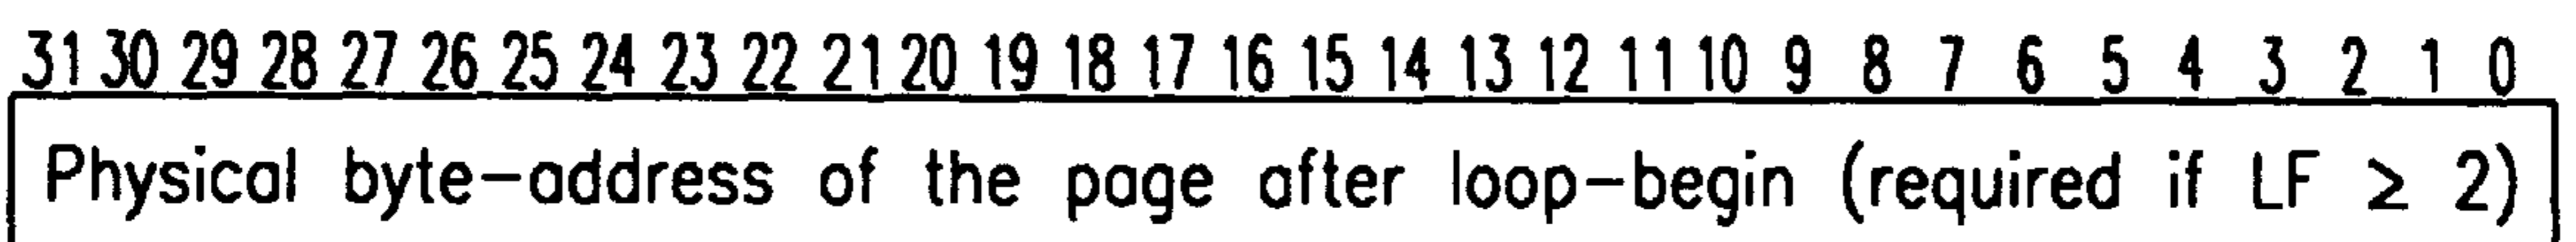 31 30 29 28 27 26 25 24 23 22 21 20 19 18 17 16 15 14 13 12 11 10 9 8 7 6 5 4 3 2 1 0
Physical byte-address of the page after loop-begin (required if LF ≥ 2)